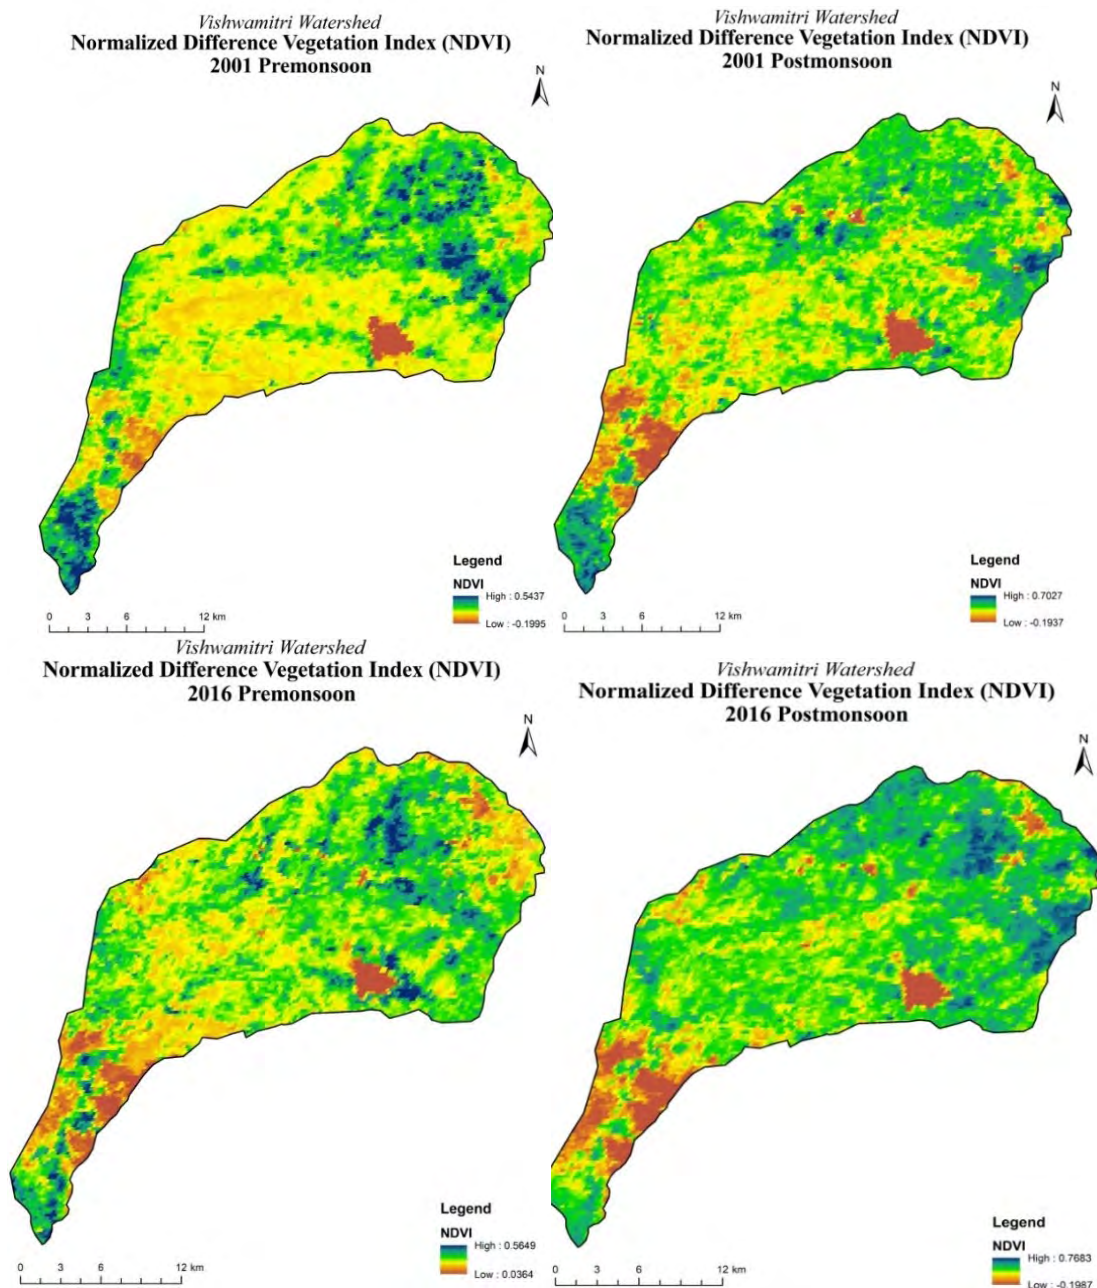 Vishwamitri Watershed
Normalized Difference Vegetation Index (NDVI)
2001 Premonsoon
N
Legend
NDVI
High : 0.5437
Low : -0.1995
0 3 6 12 km
Vishwamitri Watershed
Normalized Difference Vegetation Index (NDVI)
2001 Postmonsoon
N
Legend
NDVI
High : 0.7027
Low : -0.1937
0 3 6 12 km
Vishwamitri Watershed
Normalized Difference Vegetation Index (NDVI)
2016 Premonsoon
N
Legend
NDVI
High : 0.5649
Low : 0.0364
0 3 6 12 km
Vishwamitri Watershed
Normalized Difference Vegetation Index (NDVI)
2016 Postmonsoon
N
Legend
NDVI
High : 0.7683
Low : -0.1987
0 3 6 12 km